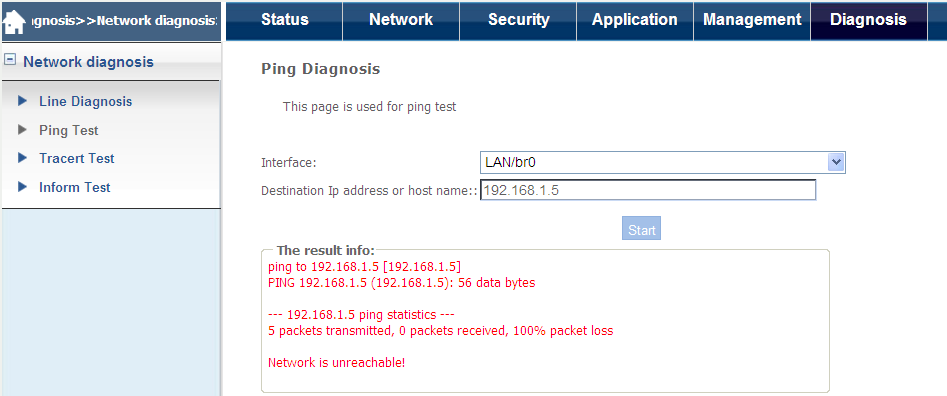 gnosis>>Network diagnosis
Status Network Security Application Management Diagnosis
Network diagnosis
Line Diagnosis
Ping Test
Tracert Test
Inform Test
Ping Diagnosis
This page is used for ping test
Interface: LAN/br0
Destination Ip address or host name:: 192.168.1.5
Start
The result info:
ping to 192.168.1.5 [192.168.1.5]
PING 192.168.1.5 (192.168.1.5): 56 data bytes
--- 192.168.1.5 ping statistics ---
5 packets transmitted, 0 packets received, 100% packet loss
Network is unreachable!